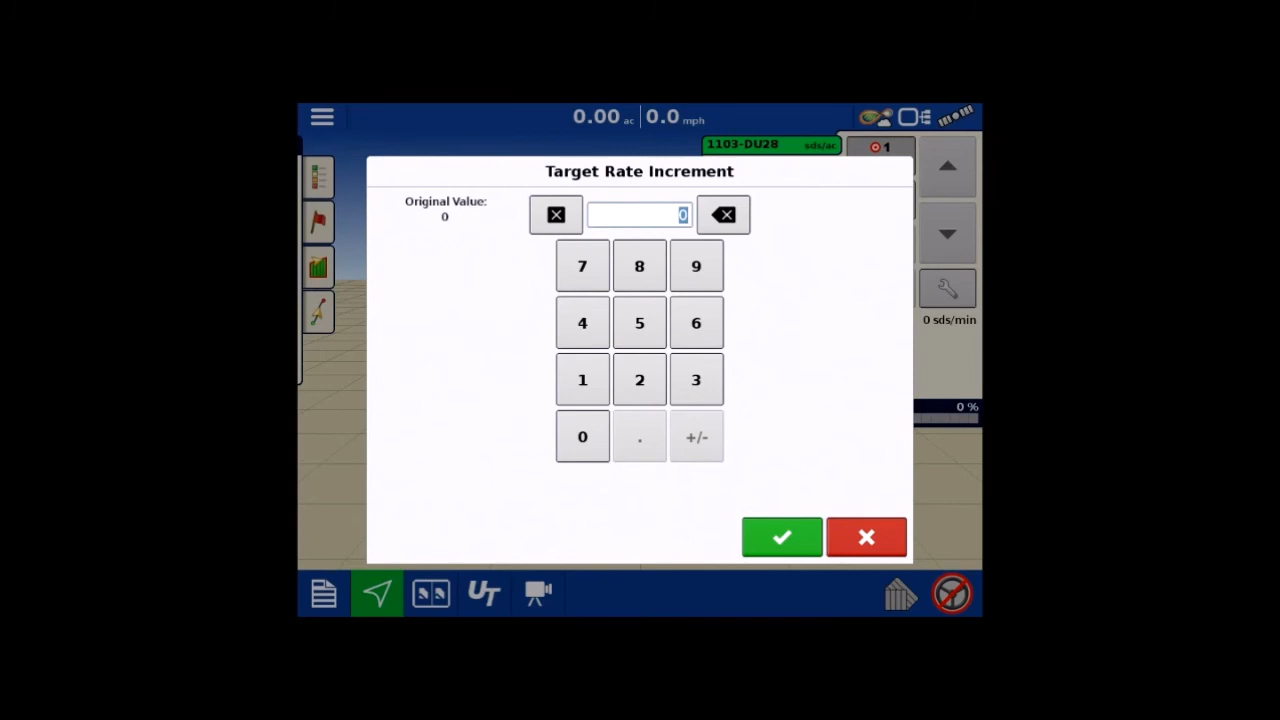 0.00 ac 0.0 mph
1103-DU28 sds/ac
1
Target Rate Increment
Original Value:
0
0
7 8 9
4 5 6
1 2 3
0 . +/-
0 sds/min
0 %
UT